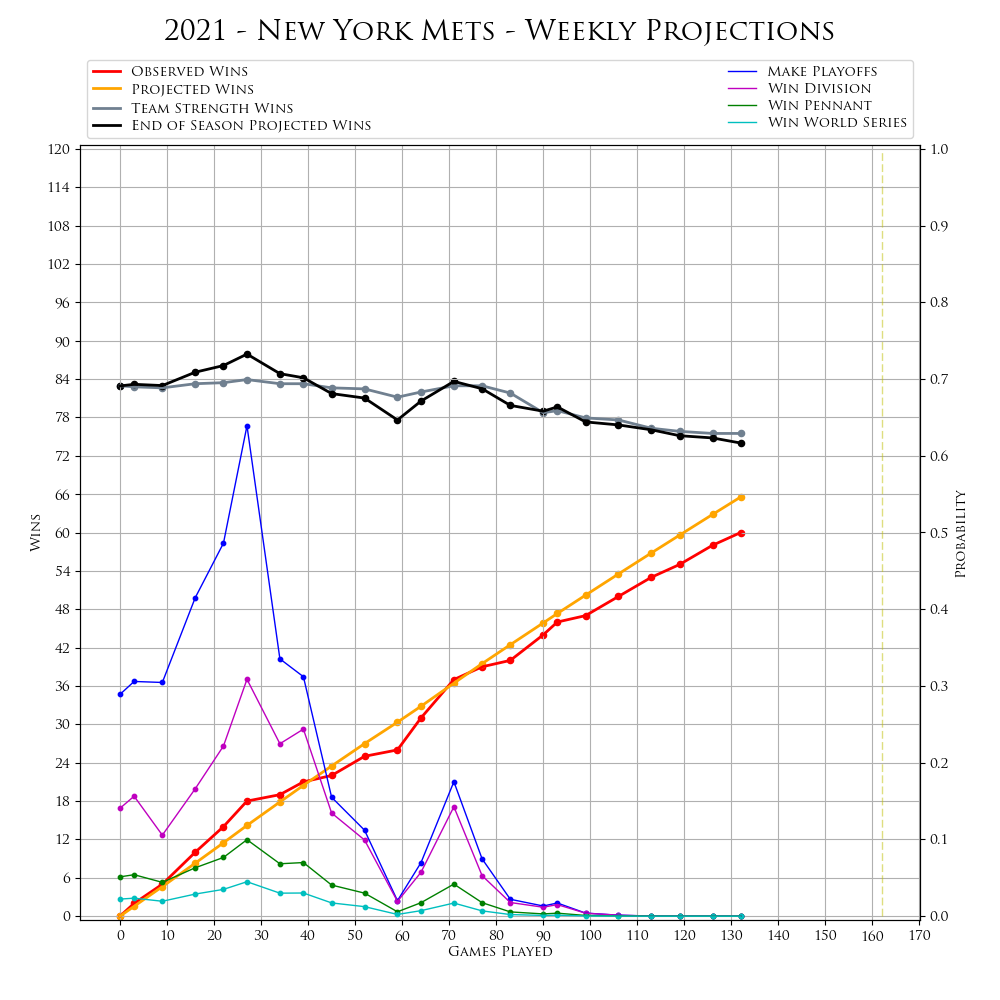 2021 - New York Mets - Weekly Projections
Observed Wins
Projected Wins
Team Strength Wins
End of Season Projected Wins
Make Playoffs
Win Division
Win Pennant
Win World Series
120
114
108
102
96
90
84
78
72
66
60
54
48
42
36
30
24
18
12
6
0
Wins
1.0
0.9
0.8
0.7
0.6
0.5
0.4
0.3
0.2
0.1
0.0
Probability
0 10 20 30 40 50 60 70 80 90 100 110 120 130 140 150 160 170
Games Played